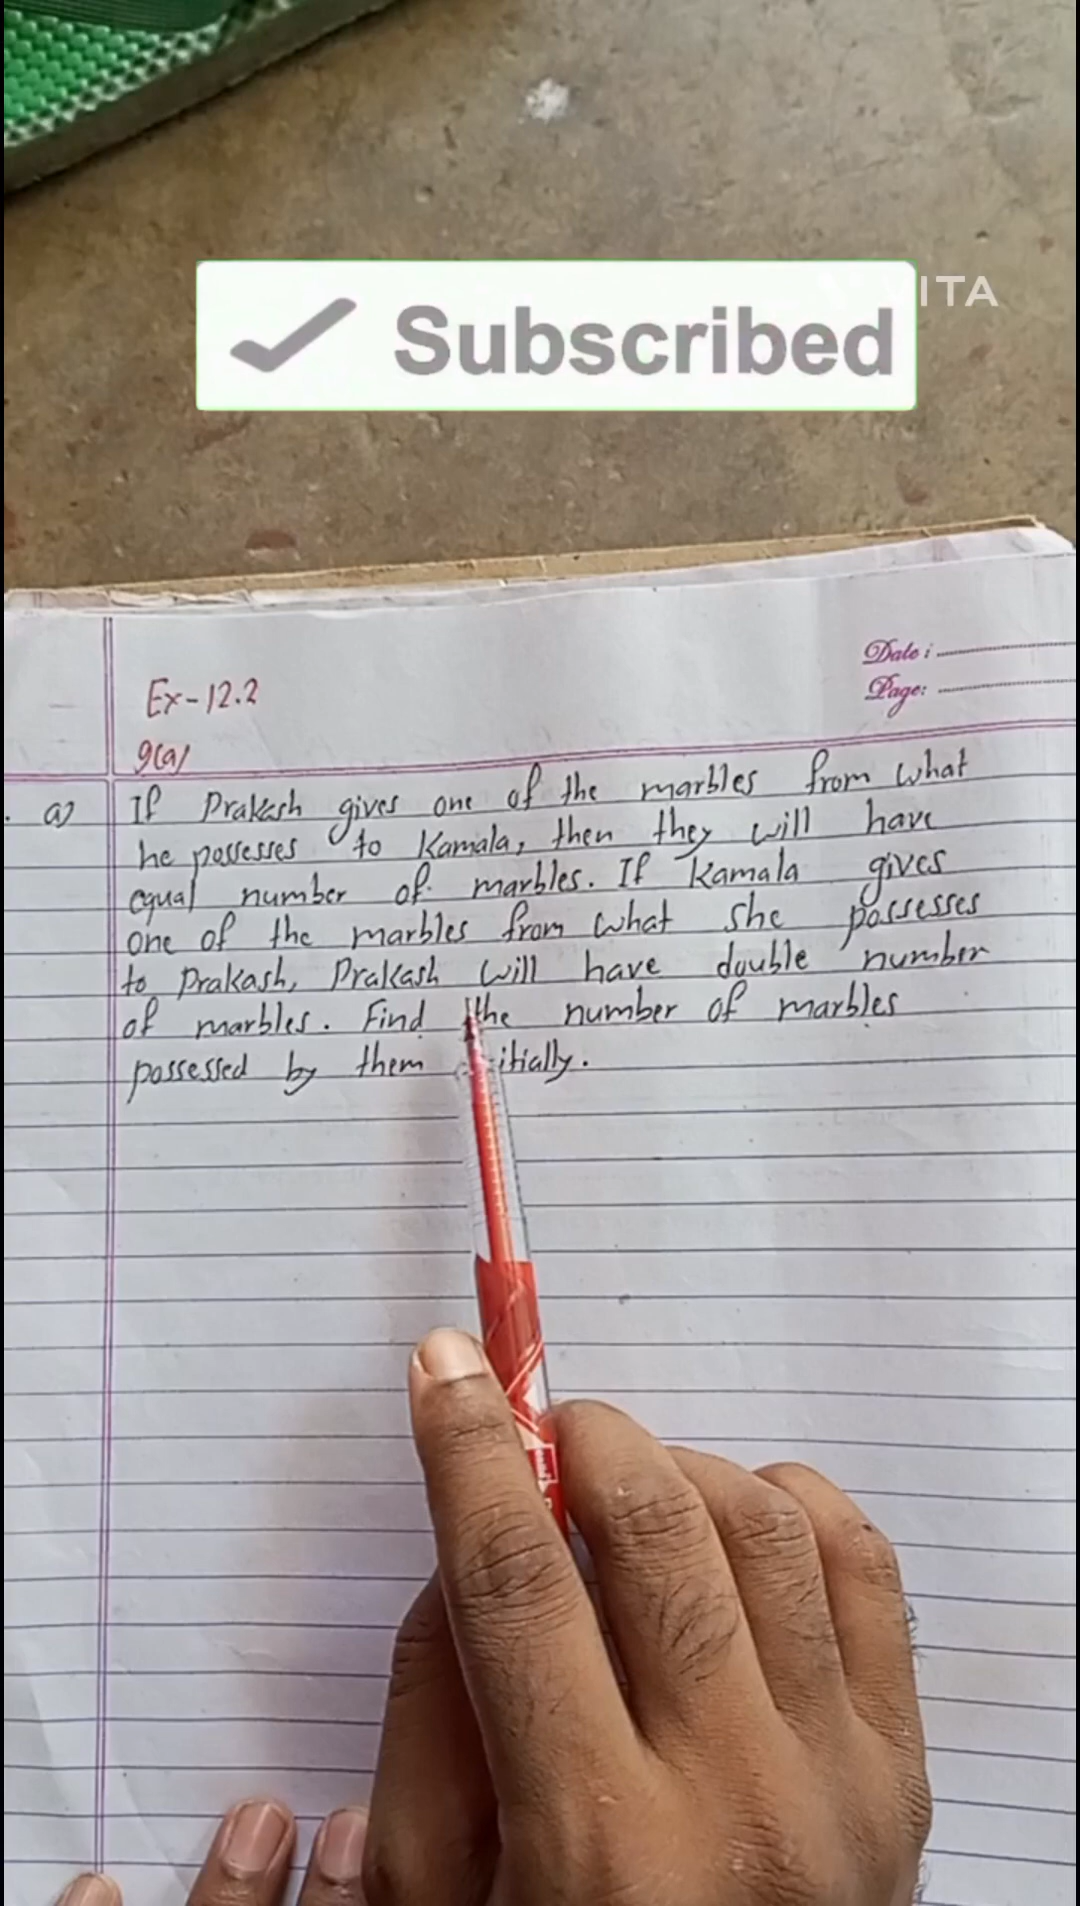 ITA
Subscribed
Date:
Page:
Ex-12.2
9(a)
a) If Prakash gives one of the marbles from what
he possesses to Kamala, then they will have
equal number of marbles. If Kamala gives
one of the marbles from what she possesses
to Prakash, Prakash will have double number
of marbles. Find the number of marbles
possessed by them itially.